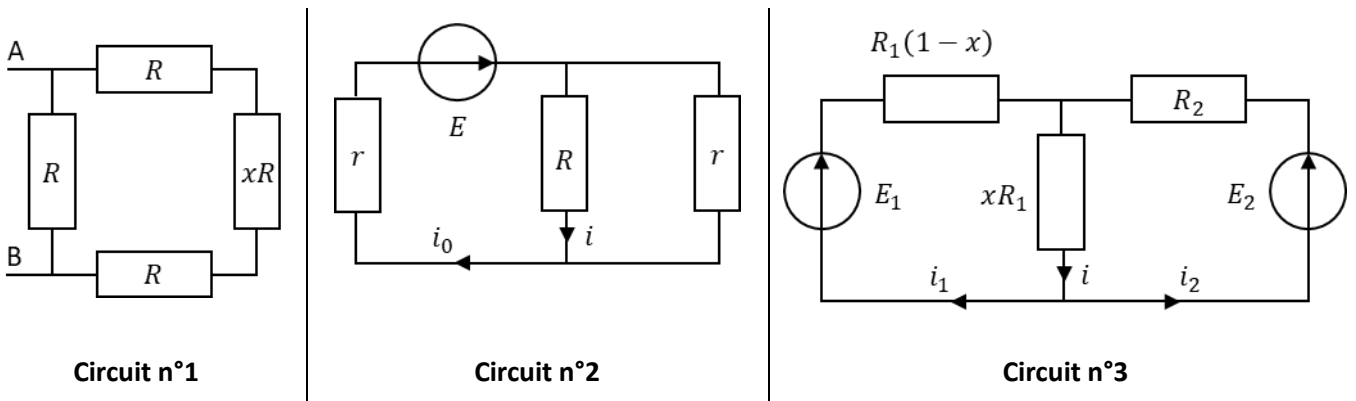 A
R
R
xR
B
R
Circuit n°1
E
r
R
r
i₀
i
Circuit n°2
R₁(1 − x)
R₂
E₁
xR₁
E₂
i₁
i
i₂
Circuit n°3